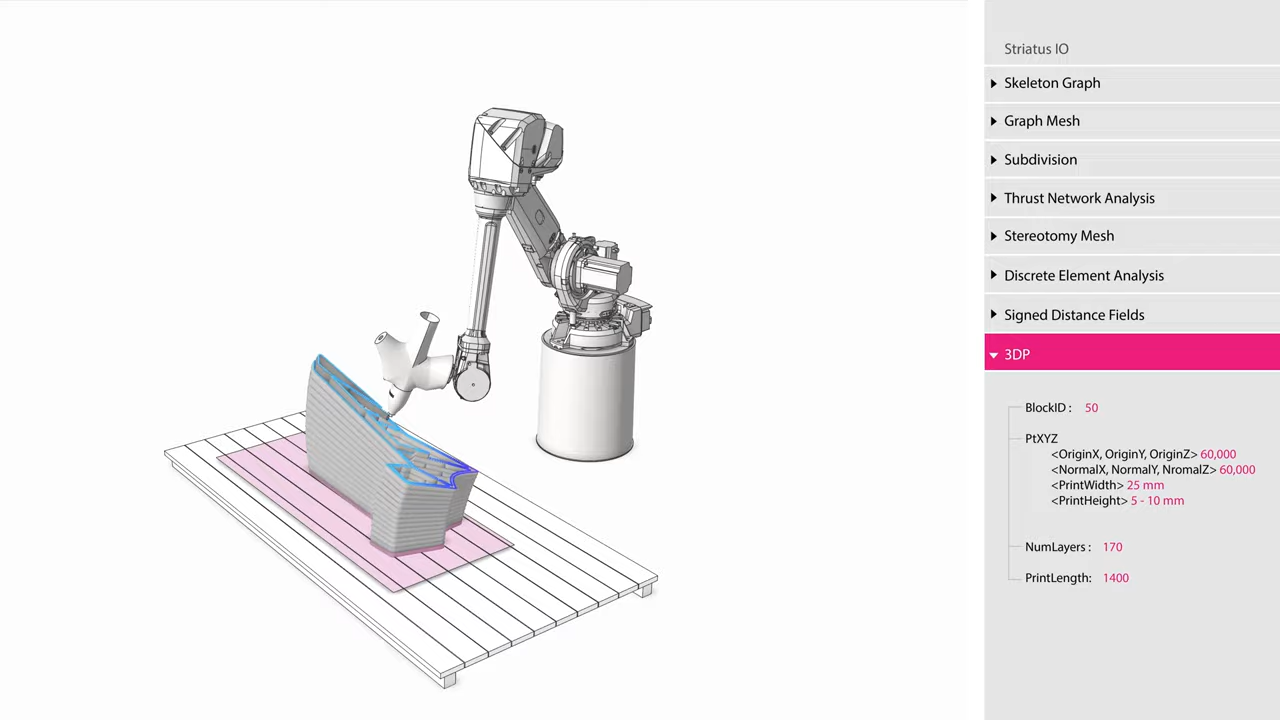 Striatus IO
Skeleton Graph
Graph Mesh
Subdivision
Thrust Network Analysis
Stereotomy Mesh
Discrete Element Analysis
Signed Distance Fields
3DP
BlockID : 50
PtXYZ
<OriginX, OriginY, OriginZ> 60,000
<NormalX, NormalY, NromalZ> 60,000
<PrintWidth> 25 mm
<PrintHeight> 5 - 10 mm
NumLayers : 170
PrintLength: 1400